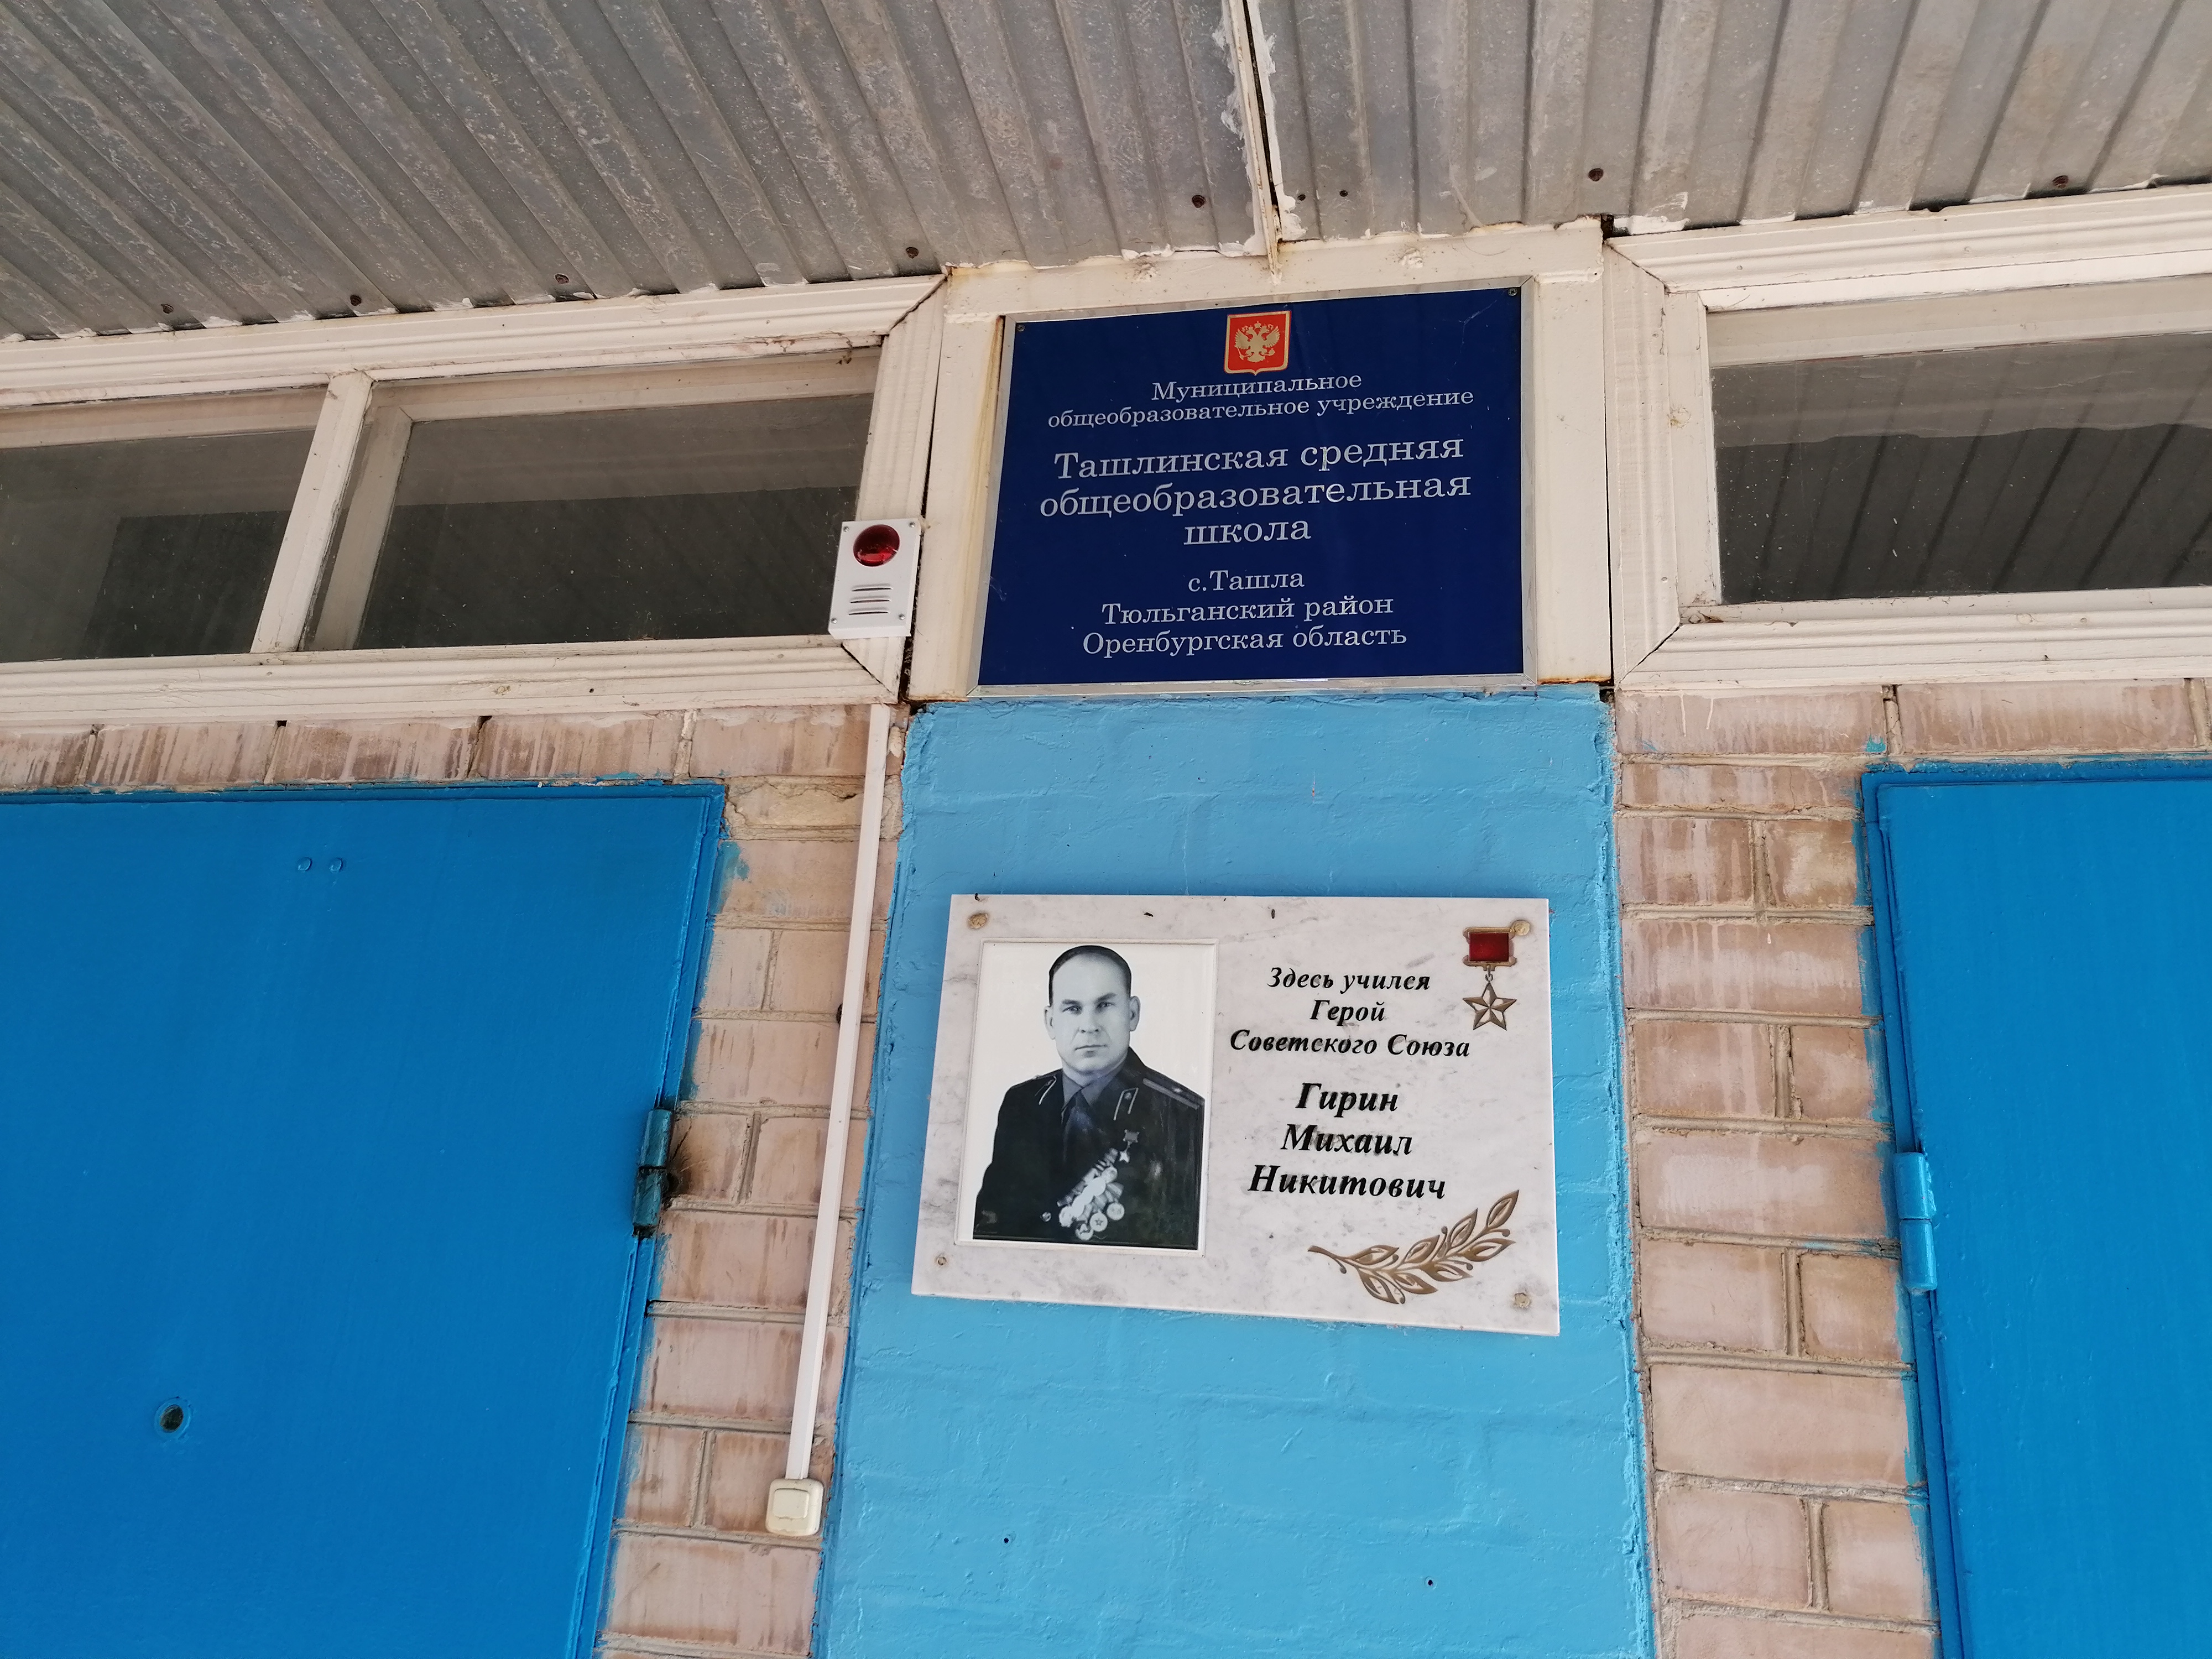 Муниципальное
общеобразовательное учреждение
Ташлинская средняя
общеобразовательная
школа
с.Ташла
Тюльганский район
Оренбургская область
Здесь учился
Герой
Советского Союза
Гирин
Михаил
Никитович